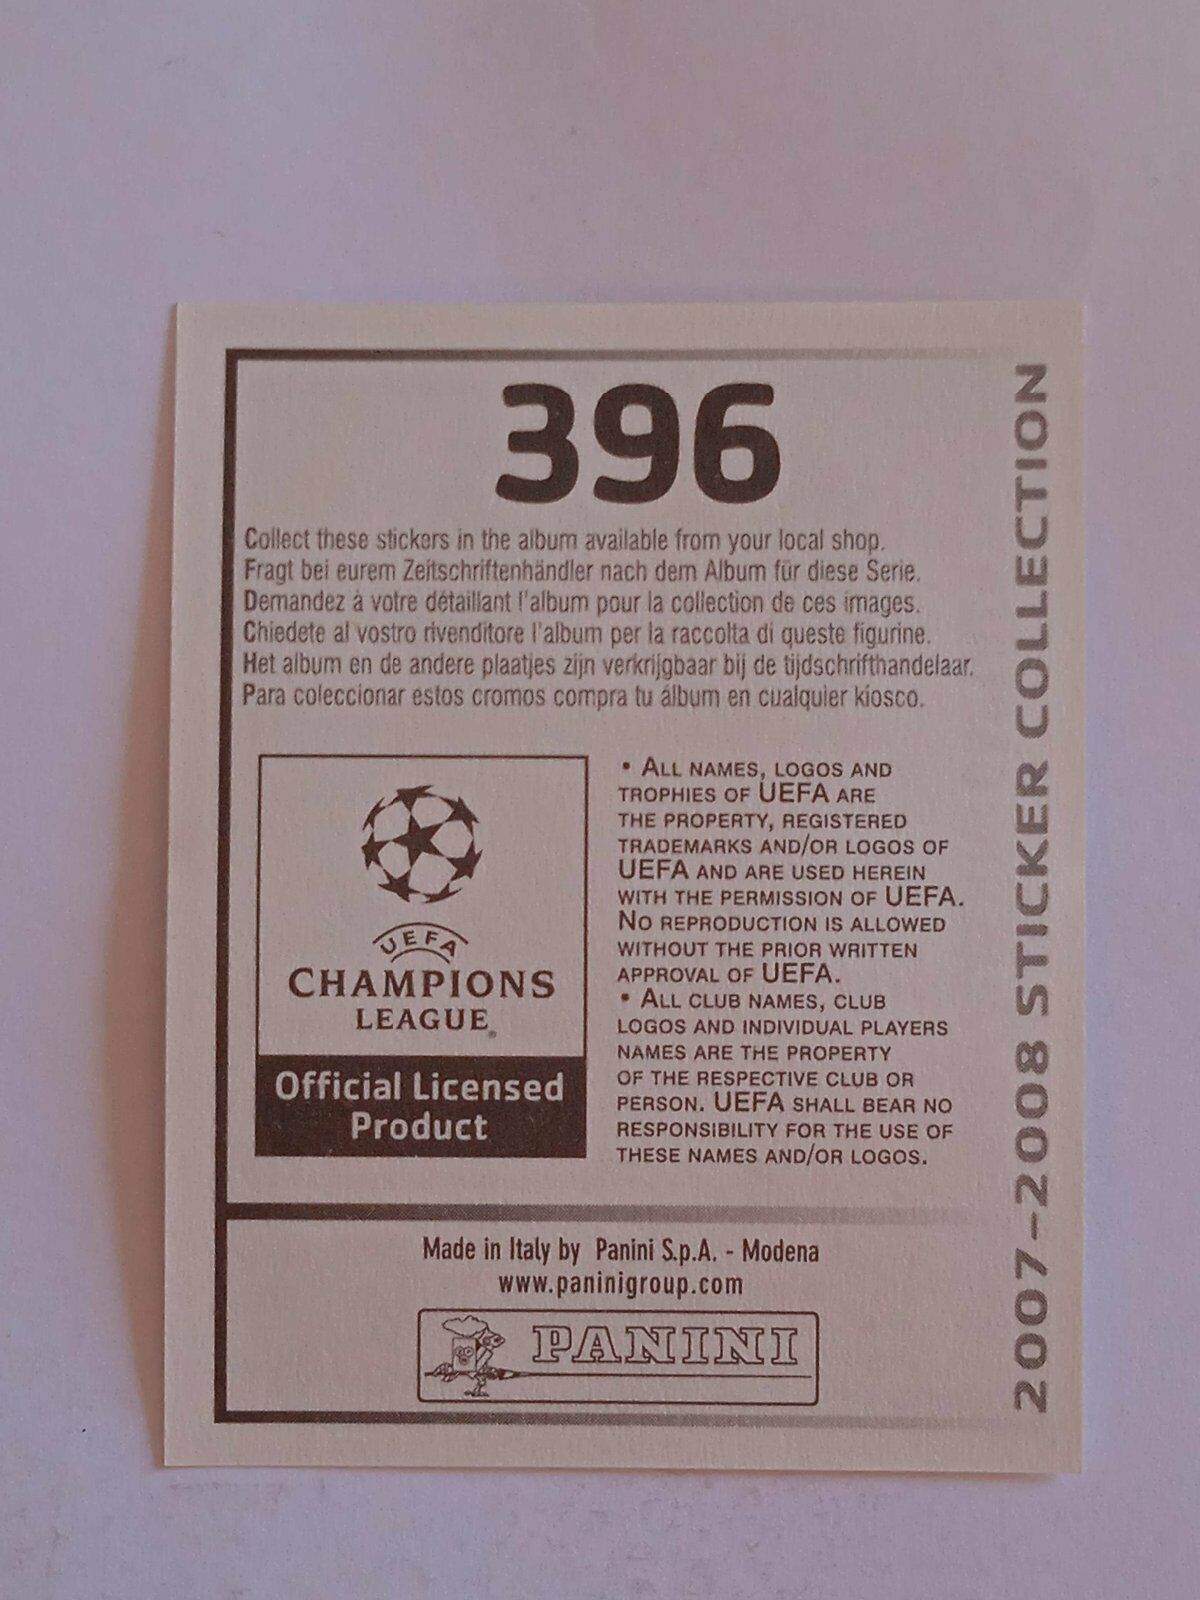 396
Collect these stickers in the album available from your local shop.
Fragt bei eurem Zeitschriftenhändler nach dem Album für diese Serie.
Demandez à votre détaillant l'album pour la collection de ces images.
Chiedete al vostro rivenditore l'album per la raccolta di queste figurine.
Het album en de andere plaatjes zijn verkrijgbaar bij de tijdschrifthandelaar.
Para coleccionar estos cromos compra tu álbum en cualquier kiosco.
UEFA
CHAMPIONS
LEAGUE®
Official Licensed
Product
• ALL NAMES, LOGOS AND
TROPHIES OF UEFA ARE
THE PROPERTY, REGISTERED
TRADEMARKS AND/OR LOGOS OF
UEFA AND ARE USED HEREIN
WITH THE PERMISSION OF UEFA.
NO REPRODUCTION IS ALLOWED
WITHOUT THE PRIOR WRITTEN
APPROVAL OF UEFA.
• ALL CLUB NAMES, CLUB
LOGOS AND INDIVIDUAL PLAYERS
NAMES ARE THE PROPERTY
OF THE RESPECTIVE CLUB OR
PERSON. UEFA SHALL BEAR NO
RESPONSIBILITY FOR THE USE OF
THESE NAMES AND/OR LOGOS.
Made in Italy by Panini S.p.A. - Modena
www.paninigroup.com
PANINI
2007-2008 STICKER COLLECTION